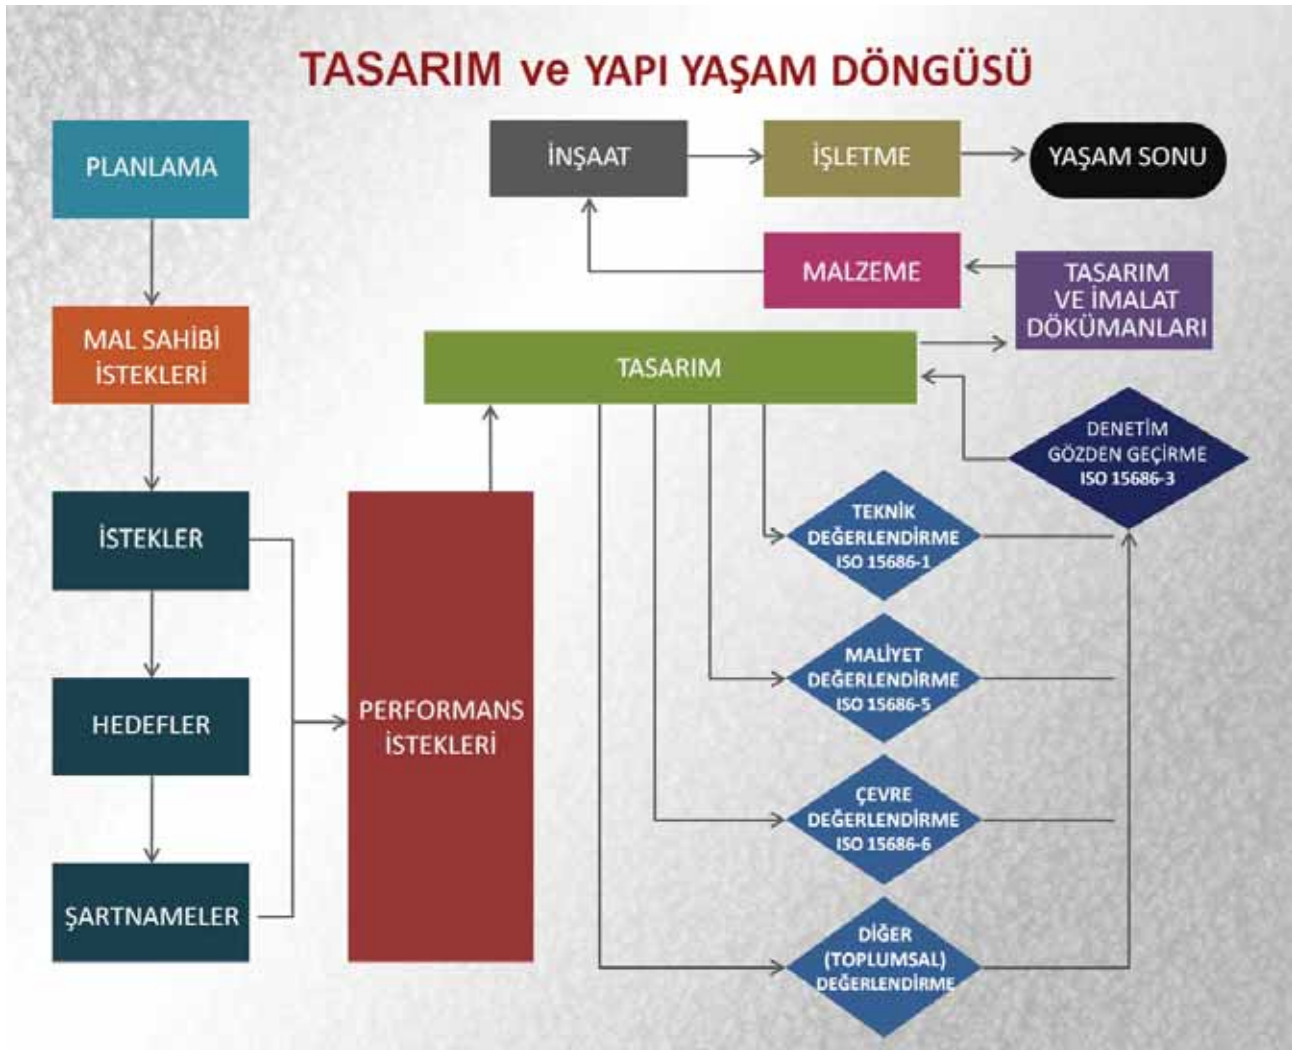 TASARIM ve YAPI YAŞAM DÖNGÜSÜ
PLANLAMA
MAL SAHİBİ
İSTEKLERİ
İSTEKLER
HEDEFLER
ŞARTNAMELER
PERFORMANS
İSTEKLERİ
İNŞAAT
İŞLETME
YAŞAM SONU
MALZEME
TASARIM
VE İMALAT
DÖKÜMANLARI
TASARIM
DENETİM
GÖZDEN GEÇİRME
ISO 15686-3
TEKNİK
DEĞERLENDİRME
ISO 15686-1
MALİYET
DEĞERLENDİRME
ISO 15686-5
ÇEVRE
DEĞERLENDİRME
ISO 15686-6
DİĞER
(TOPLUMSAL)
DEĞERLENDİRME